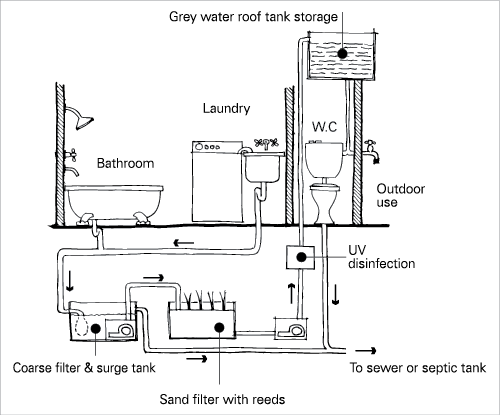 Grey water roof tank storage
Laundry
W.C
Bathroom
Outdoor
use
UV
disinfection
Coarse filter & surge tank
To sewer or septic tank
Sand filter with reeds